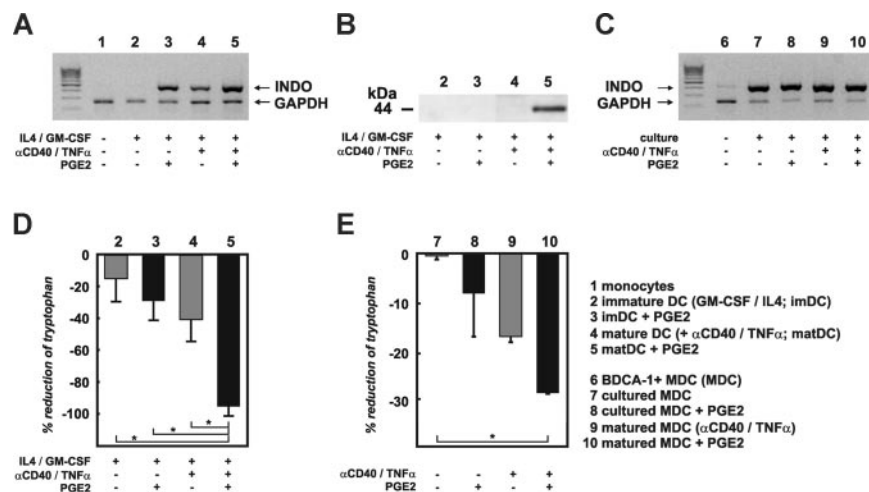 A
1 2 3 4 5
INDO
GAPDH
IL4 / GM-CSF - + + + +
αCD40 / TNFα - - - + +
PGE2 - - + - +
B
2 3 4 5
kDa
44
IL4 / GM-CSF + + + +
αCD40 / TNFα - - + +
PGE2 - + - +
C
6 7 8 9 10
INDO
GAPDH
culture - + + + +
αCD40 / TNFα - - - + +
PGE2 - - + - +
D
2 3 4 5
% reduction of tryptophan
0
-20
-40
-60
-80
-100
* * *
IL4 / GM-CSF + + + +
αCD40 / TNFα - - + +
PGE2 - + - +
E
7 8 9 10
% reduction of tryptophan
0
-10
-20
-30
*
αCD40 / TNFα - - + +
PGE2 - + - +
1 monocytes
2 immature DC (GM-CSF / IL4; imDC)
3 imDC + PGE2
4 mature DC (+ αCD40 / TNFα; matDC)
5 matDC + PGE2
6 BDCA-1+ MDC (MDC)
7 cultured MDC
8 cultured MDC + PGE2
9 matured MDC (αCD40 / TNFα)
10 matured MDC + PGE2